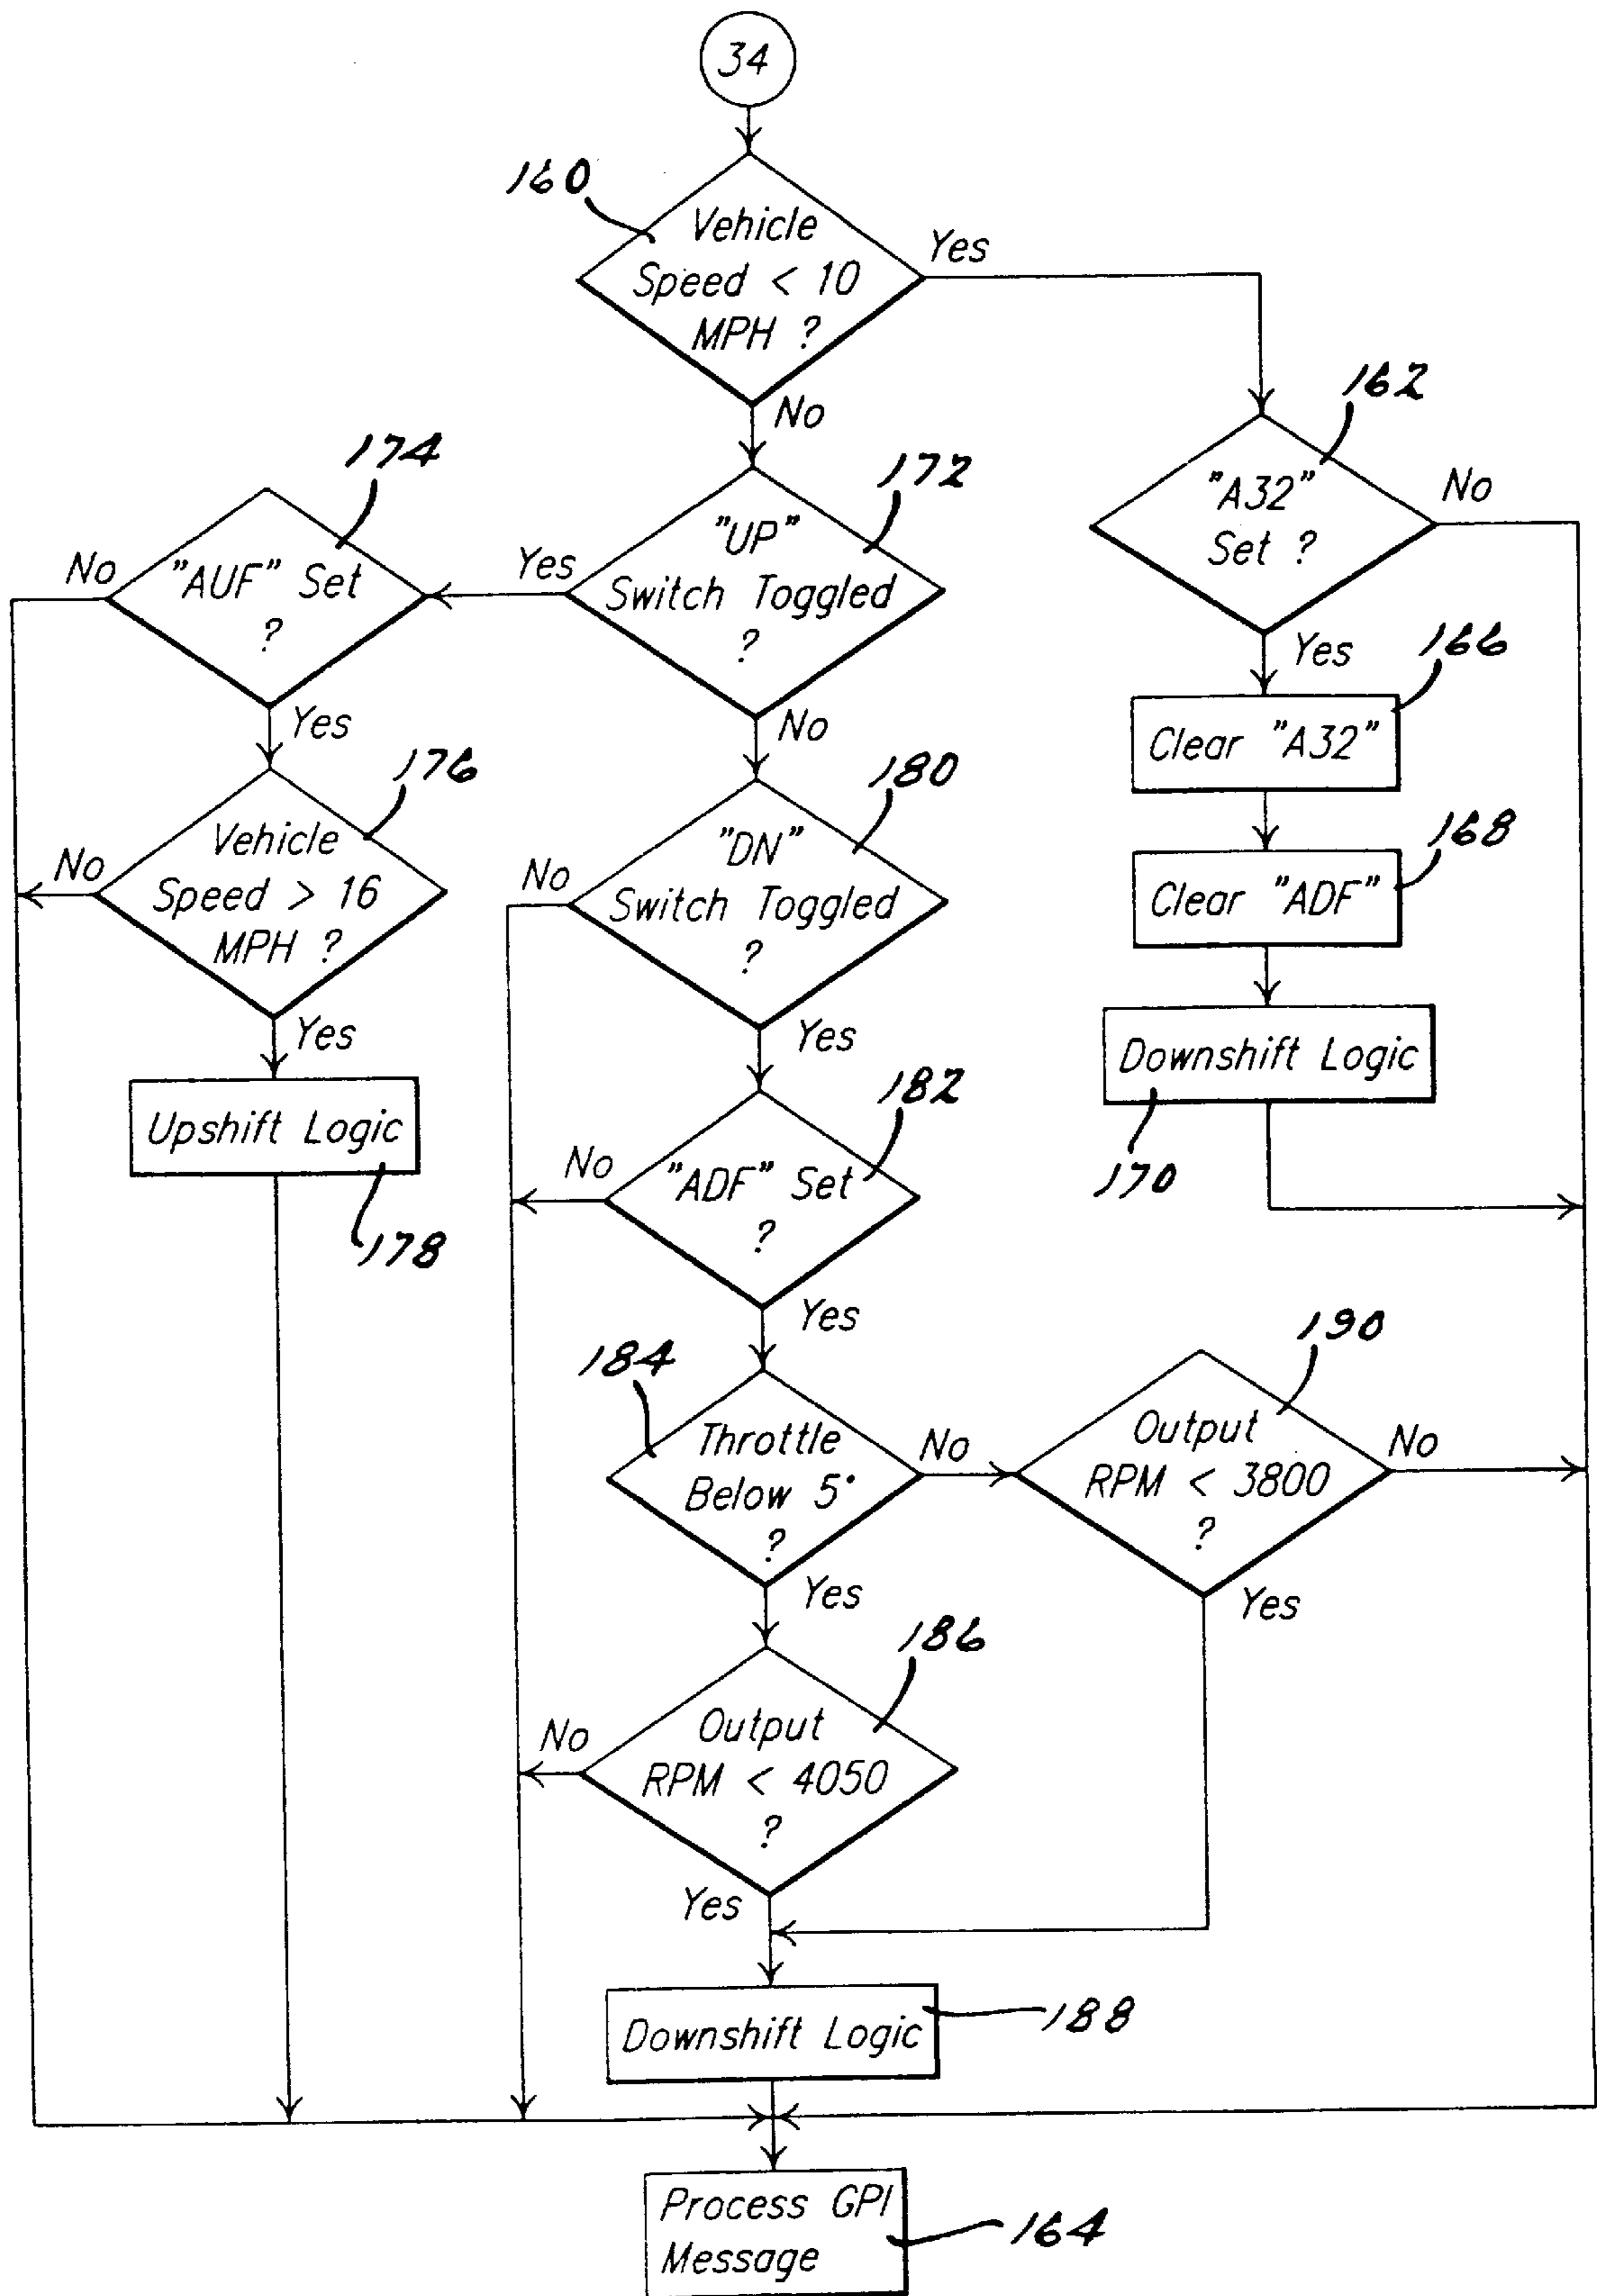 34
160
Vehicle
Speed < 10
MPH ?
Yes
No
162
"A32"
Set ?
No
Yes
174
"AUF" Set
?
No
Yes
172
"UP"
Switch Toggled
?
Yes
No
166
Clear "A32"
168
Clear "ADF"
Downshift Logic
170
176
Vehicle
Speed > 16
MPH ?
No
Yes
Upshift Logic
178
180
"DN"
Switch Toggled
?
No
Yes
182
"ADF" Set
?
No
Yes
184
Throttle
Below 5°
?
No
Yes
190
Output
RPM < 3800
?
No
Yes
186
Output
RPM < 4050
?
No
Yes
Downshift Logic
188
Process GPI
Message
164